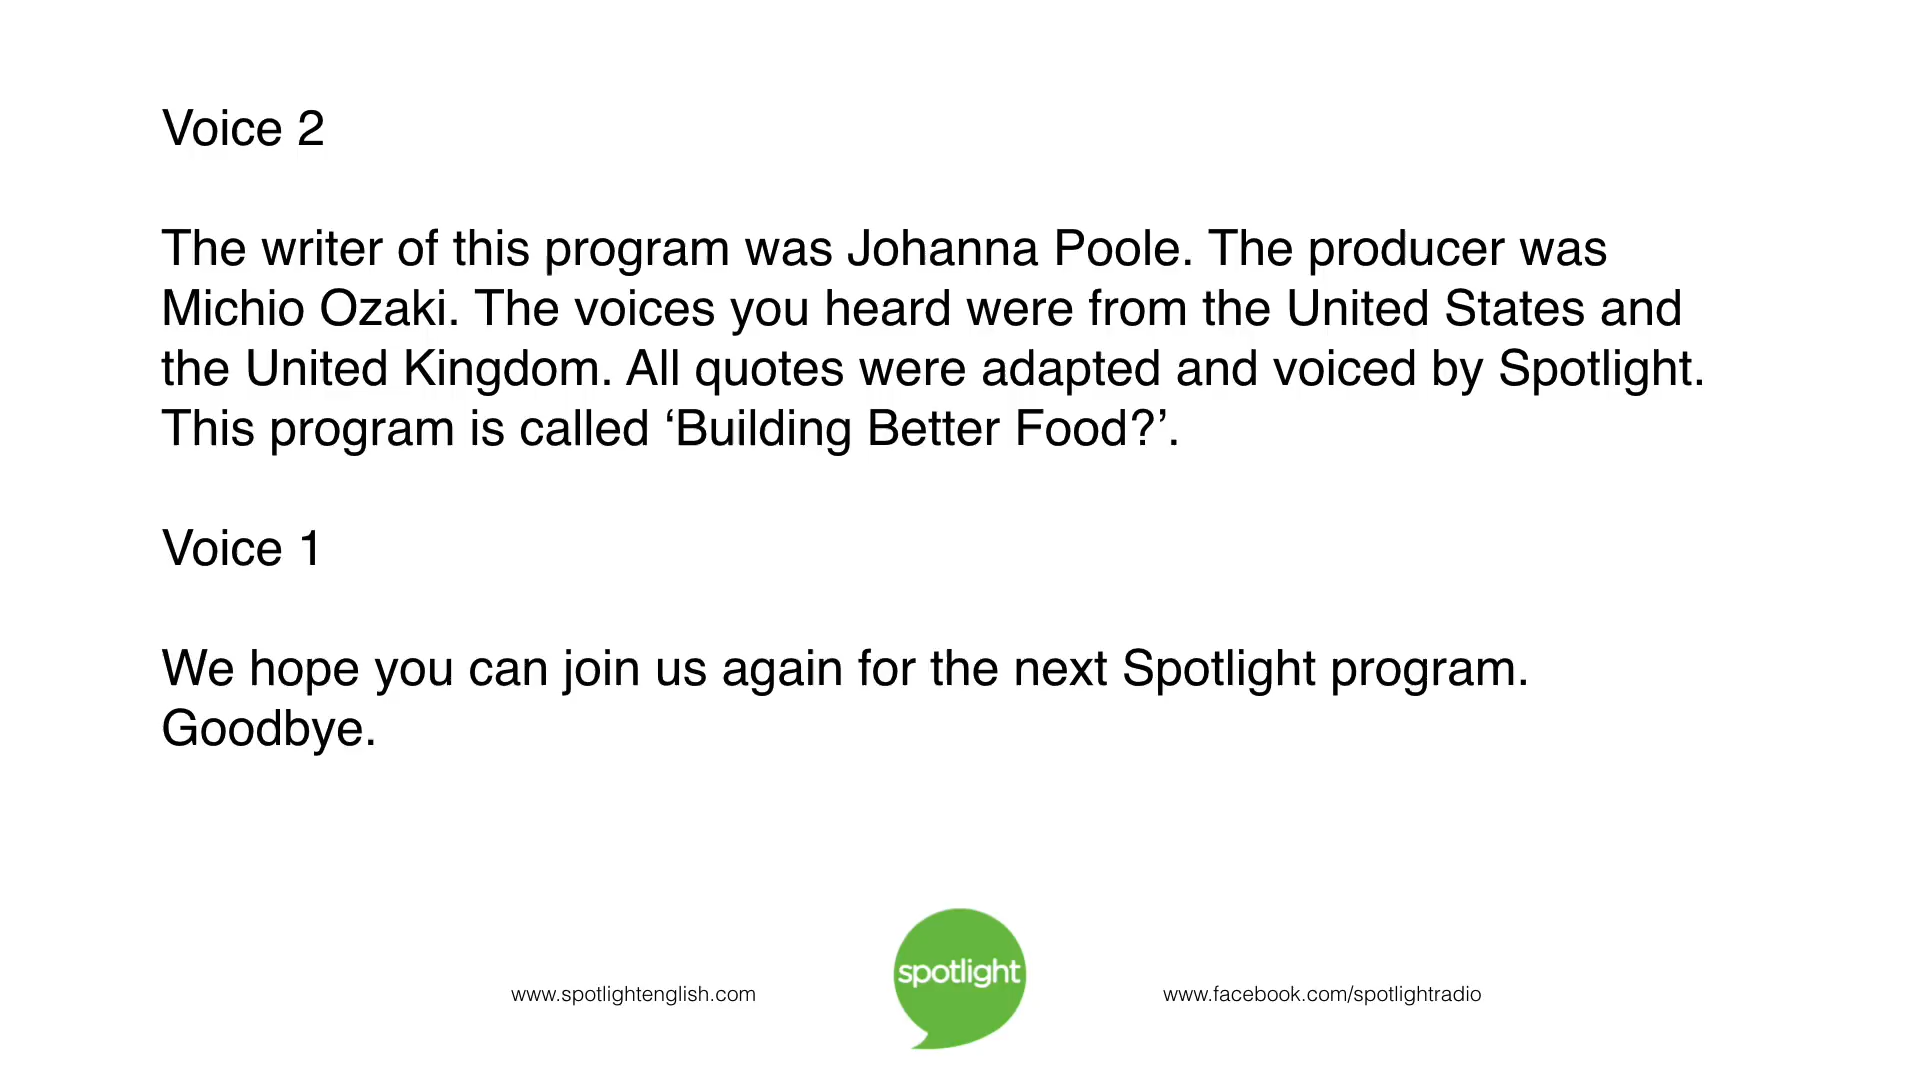 Voice 2
The writer of this program was Johanna Poole. The producer was
Michio Ozaki. The voices you heard were from the United States and
the United Kingdom. All quotes were adapted and voiced by Spotlight.
This program is called ‘Building Better Food?’.
Voice 1
We hope you can join us again for the next Spotlight program.
Goodbye.
www.spotlightenglish.com
spotlight
www.facebook.com/spotlightradio